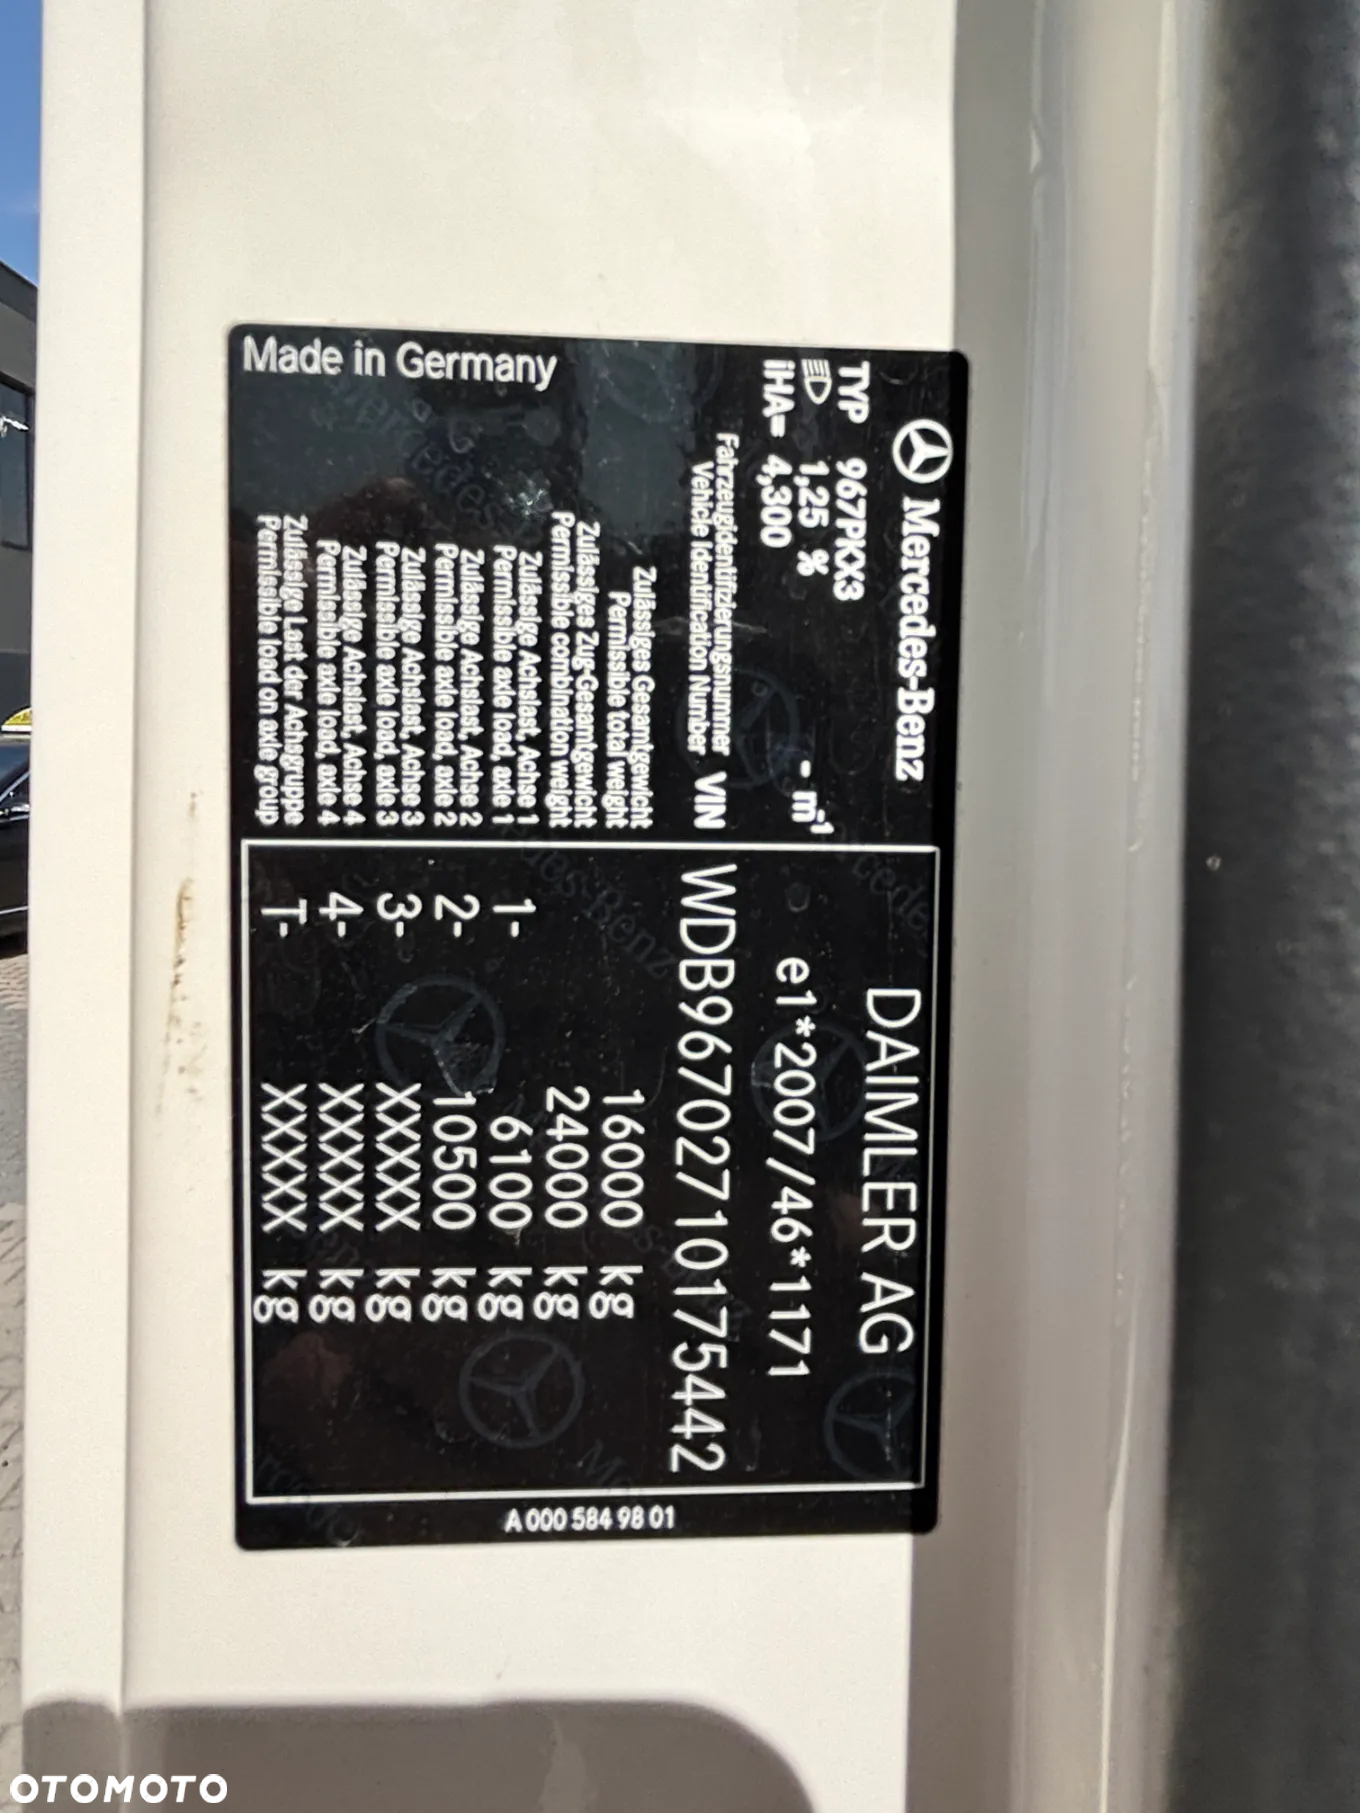 Mercedes-Benz
DAIMLER AG
TYP 967PKX3
1,25 % - m-1
e1*2007/46*1171
iHA= 4,300
Fahrzeugidentifizierungsnummer
Vehicle Identification Number VIN WDB96702710175442
Zulässiges Gesamtgewicht
Permissible total weight 16000 kg
Zulässiges Zug-Gesamtgewicht
Permissible combination weight 24000 kg
Zulässige Achslast, Achse 1
Permissible axle load, axle 1 1- 6100 kg
Zulässige Achslast, Achse 2
Permissible axle load, axle 2 2- 10500 kg
Zulässige Achslast, Achse 3
Permissible axle load, axle 3 3- XXXXX kg
Zulässige Achslast, Achse 4
Permissible axle load, axle 4 4- XXXXX kg
Zulässige Last der Achsgruppe
Permissible load on axle group T- XXXXX kg
Made in Germany
A 000 584 98 01
OTOMOTO